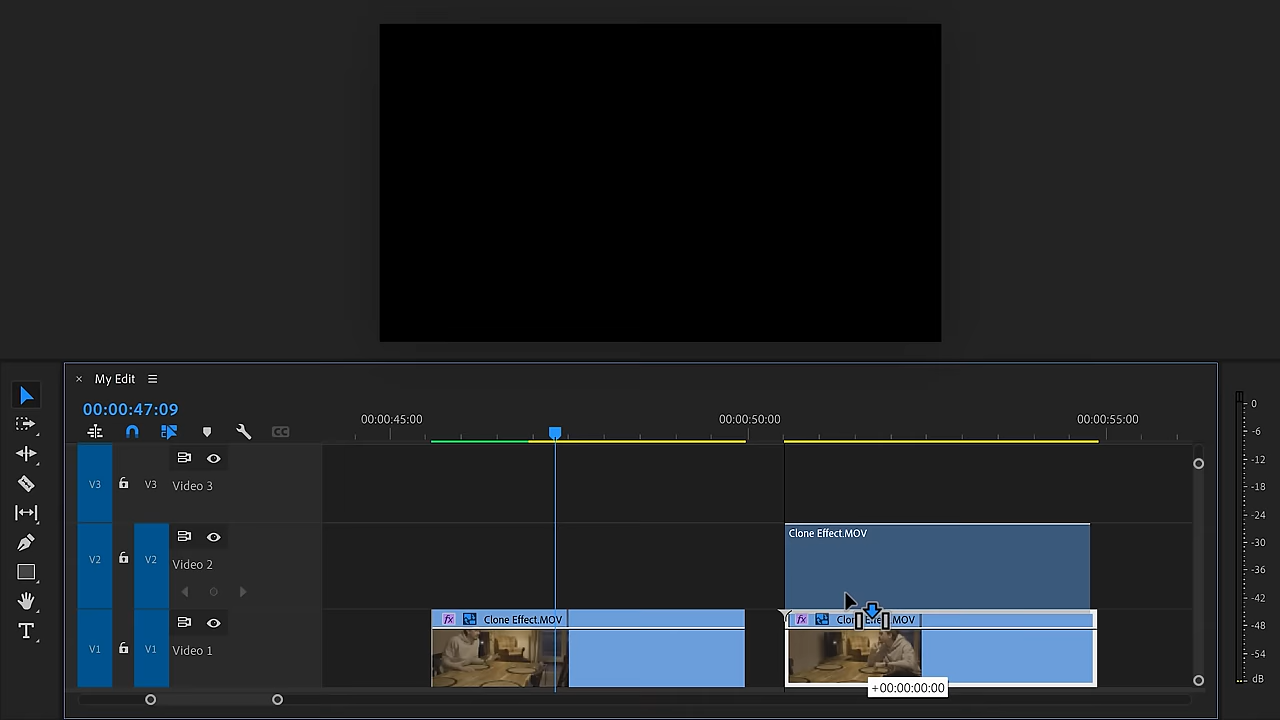 × My Edit ☰
00:00:47:09
00:00:45:00 00:00:50:00 00:00:55:00
V3 V3 Video 3
V2 V2 Video 2
Clone Effect.MOV
V1 V1 Video 1
fx Clone Effect.MOV
fx Clone Effect.MOV
+00:00:00:00
T
0
-6
-12
-18
-24
-30
-36
-42
-48
-54
dB